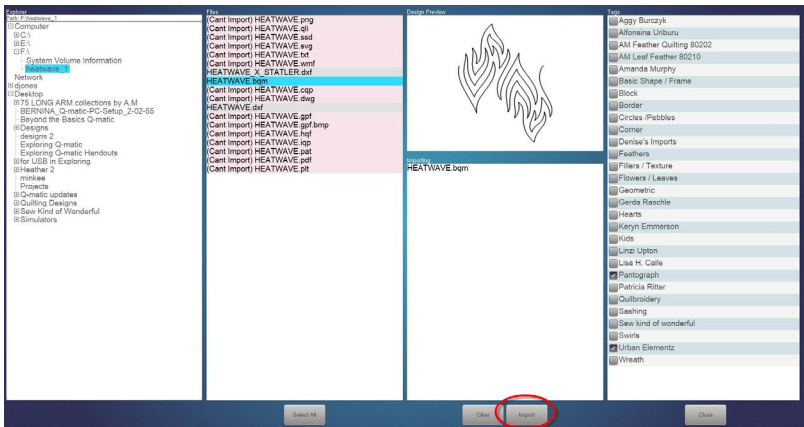 Explorer
Path: F:\heatwave_1
Computer
C:\
E:\
F:\
System Volume Information
heatwave_1
Network
djones
Desktop
75 LONG ARM collections by A.M
BERNINA_Q-matic-PC-Setup_2-02-55
Beyond the Basics Q-matic
Designs
designs 2
Exploring Q-matic
Exploring Q-matic Handouts
for USB in Exploring
Heather 2
minkee
Projects
Q-matic updates
Quilting Designs
Sew Kind of Wonderful
Simulators
Files
(Cant Import) HEATWAVE.png
(Cant Import) HEATWAVE.qli
(Cant Import) HEATWAVE.ssd
(Cant Import) HEATWAVE.svg
(Cant Import) HEATWAVE.txt
(Cant Import) HEATWAVE.wmf
HEATWAVE_X_STATLER.dxf
HEATWAVE.bqm
(Cant Import) HEATWAVE.cqp
(Cant Import) HEATWAVE.dwg
HEATWAVE.dxf
(Cant Import) HEATWAVE.gpf
(Cant Import) HEATWAVE.gpf.bmp
(Cant Import) HEATWAVE.hqf
(Cant Import) HEATWAVE.iqp
(Cant Import) HEATWAVE.pat
(Cant Import) HEATWAVE.pdf
(Cant Import) HEATWAVE.plt
Select All
Design Preview
Importing
HEATWAVE.bqm
Clear
Import
Tags
Aggy Burczyk
Alfonsina Uriburu
AM Feather Quilting 80202
AM Leaf Feather 80210
Amanda Murphy
Basic Shape / Frame
Block
Border
Circles /Pebbles
Corner
Denise's Imports
Feathers
Fillers / Texture
Flowers / Leaves
Geometric
Gerda Raschle
Hearts
Keryn Emmerson
Kids
Linzi Upton
Lisa H. Calle
Pantograph
Patricia Ritter
Quilbroidery
Sashing
Sew kind of wonderful
Swirls
Urban Elementz
Wreath
Close